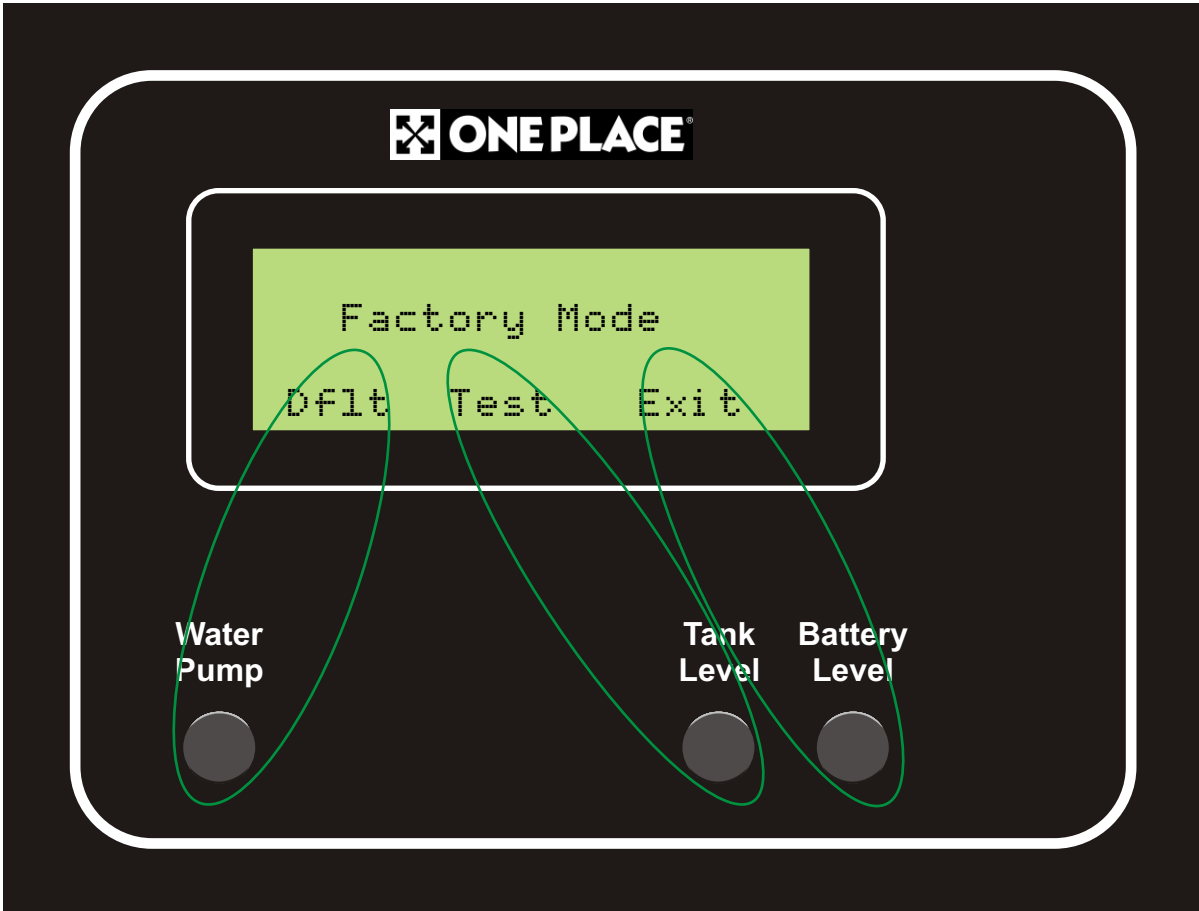 ONE PLACE®
Factory Mode
Dflt Test Exit
Water Pump
Tank Level
Battery Level